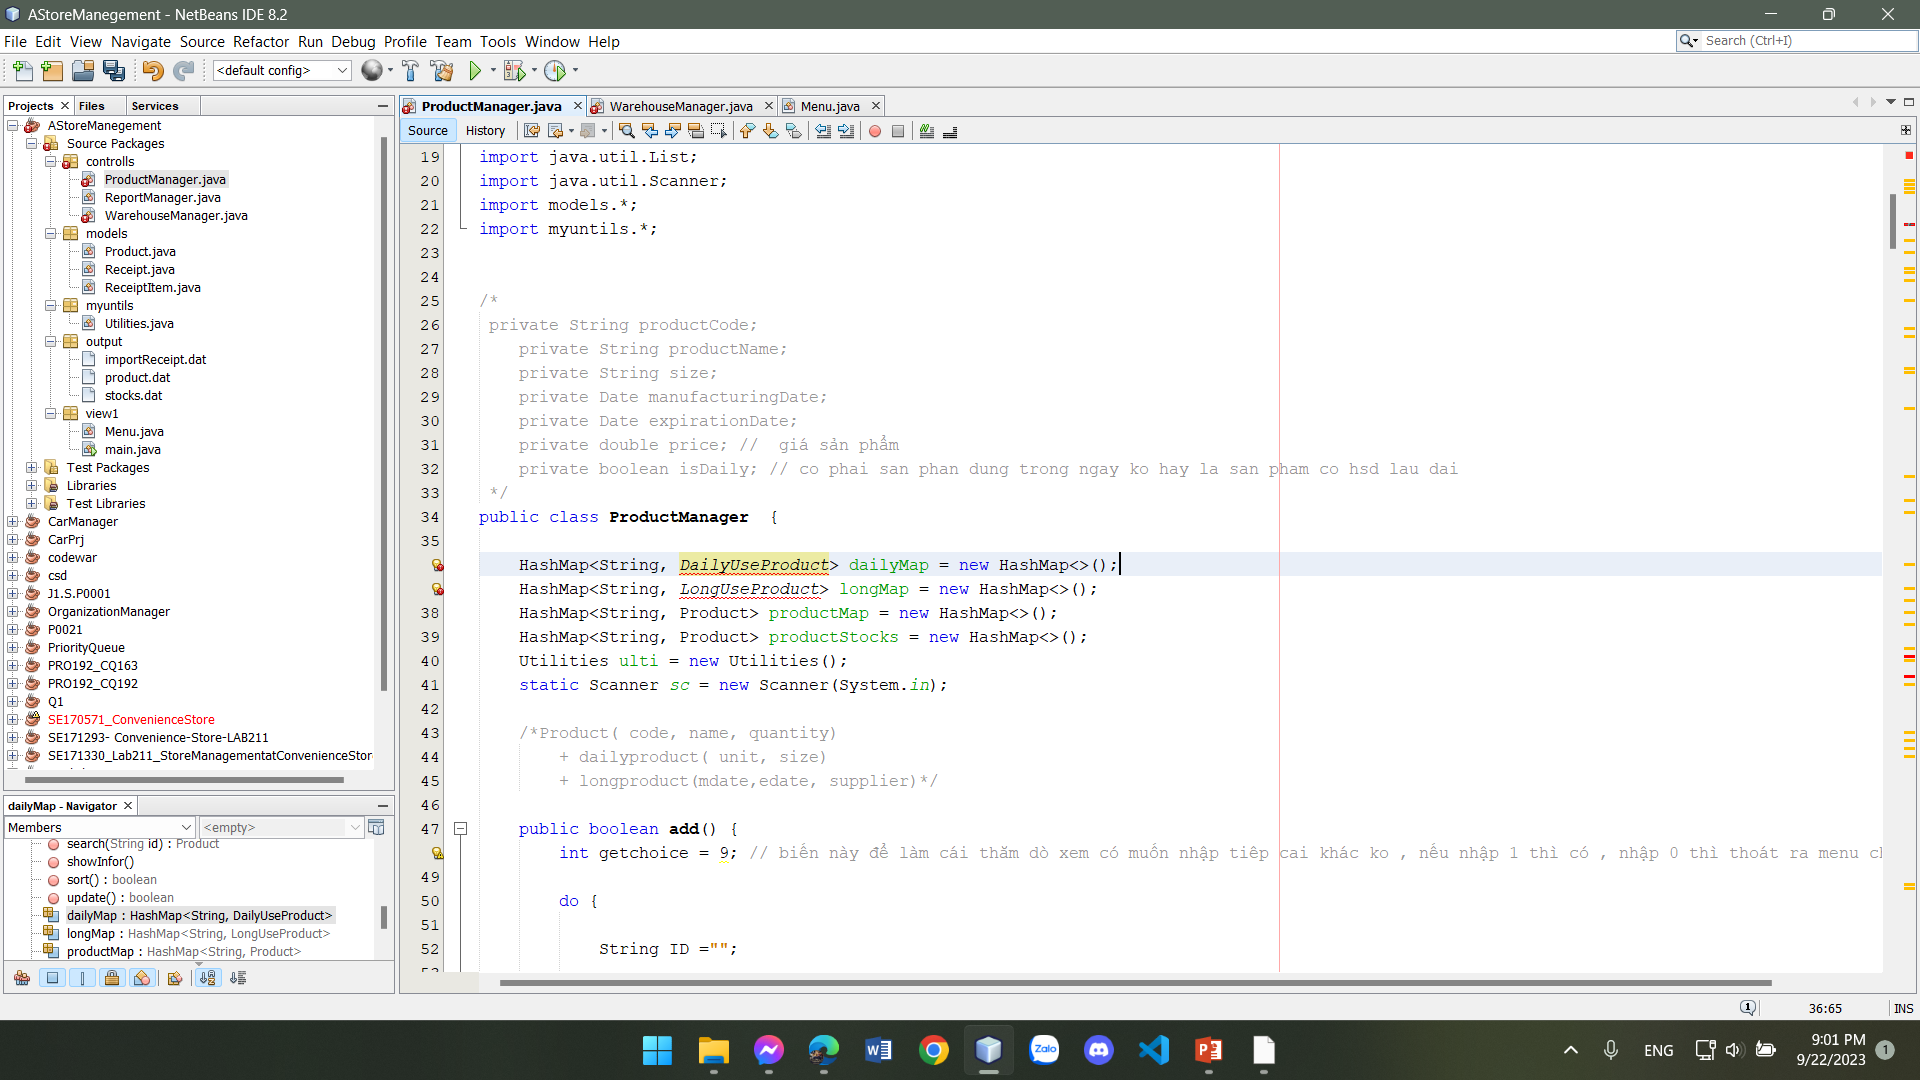 AStoreManegement - NetBeans IDE 8.2
File Edit View Navigate Source Refactor Run Debug Profile Team Tools Window Help
Search (Ctrl+I)
<default config>
Projects
Files
Services
AStoreManegement
Source Packages
controlls
ProductManager.java
ReportManager.java
WarehouseManager.java
models
Product.java
Receipt.java
ReceiptItem.java
myuntils
Utilities.java
output
importReceipt.dat
product.dat
stocks.dat
view1
Menu.java
main.java
Test Packages
Libraries
Test Libraries
CarManager
CarPrj
codewar
csd
J1.S.P0001
OrganizationManager
P0021
PriorityQueue
PRO192_CQ163
PRO192_CQ192
Q1
SE170571_ConvenienceStore
SE171293- Convenience-Store-LAB211
SE171330_Lab211_StoreManagementatConvenienceStor
dailyMap - Navigator
Members
<empty>
search(String id) : Product
showInfor()
sort() : boolean
update() : boolean
dailyMap : HashMap<String, DailyUseProduct>
longMap : HashMap<String, LongUseProduct>
productMap : HashMap<String, Product>
ProductManager.java
WarehouseManager.java
Menu.java
Source
History
19 import java.util.List;
20 import java.util.Scanner;
21 import models.*;
22 import myuntils.*;
23
24
25 /*
26 private String productCode;
27 private String productName;
28 private String size;
29 private Date manufacturingDate;
30 private Date expirationDate;
31 private double price; //  giá sản phẩm
32 private boolean isDaily; // co phai san phan dung trong ngay ko hay la san pham co hsd lau dai
33 */
34 public class ProductManager  {
35
HashMap<String, DailyUseProduct> dailyMap = new HashMap<>();
HashMap<String, LongUseProduct> longMap = new HashMap<>();
38 HashMap<String, Product> productMap = new HashMap<>();
39 HashMap<String, Product> productStocks = new HashMap<>();
40 Utilities ulti = new Utilities();
41 static Scanner sc = new Scanner(System.in);
42
43 /*Product( code, name, quantity)
44 + dailyproduct( unit, size)
45 + longproduct(mdate,edate, supplier)*/
46
47 public boolean add() {
int getchoice = 9; // biến này để làm cái thăm dò xem có muốn nhập tiêp cai khác ko , nếu nhập 1 thì có , nhập 0 thì thoát ra menu ch
49
50 do {
51
52 String ID ="";
36:65
INS
Zalo
ENG
9:01 PM
9/22/2023
1